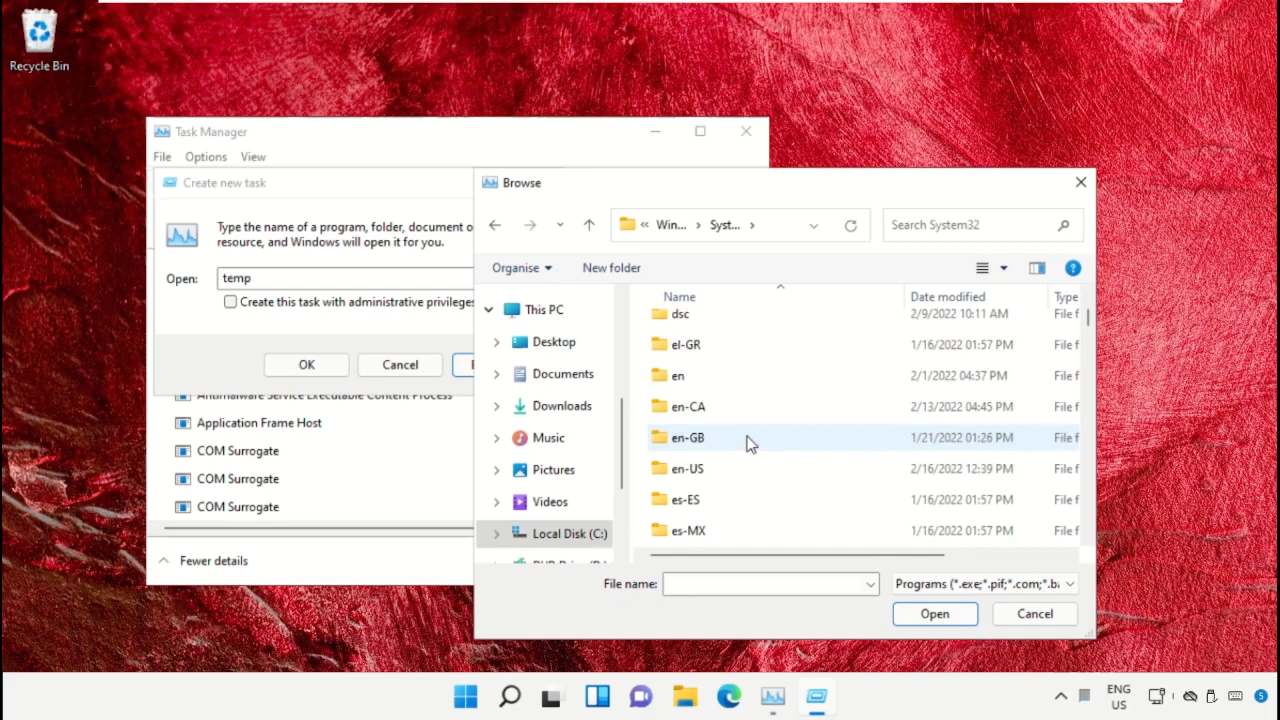 Recycle Bin
Task Manager
File Options View
Create new task
Type the name of a program, folder, document o
resource, and Windows will open it for you.
Open: temp
Create this task with administrative privileges
OK Cancel
Antimalware Service Executable Content Process
Application Frame Host
COM Surrogate
COM Surrogate
COM Surrogate
Fewer details
Browse
« Win... › Syst... ›
Search System32
Organise New folder
This PC
Desktop
Documents
Downloads
Music
Pictures
Videos
Local Disk (C:)
Name Date modified Type
dsc 2/9/2022 10:11 AM File f
el-GR 1/16/2022 01:57 PM File f
en 2/1/2022 04:37 PM File f
en-CA 2/13/2022 04:45 PM File f
en-GB 1/21/2022 01:26 PM File f
en-US 2/16/2022 12:39 PM File f
es-ES 1/16/2022 01:57 PM File f
es-MX 1/16/2022 01:57 PM File f
File name: Programs (*.exe;*.pif;*.com;*.ba
Open Cancel
ENG
US
5